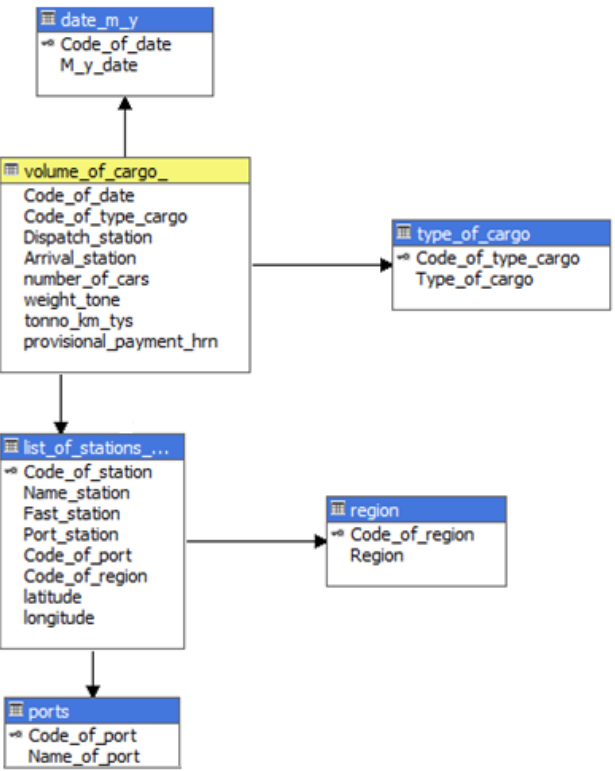 date_m_y
Code_of_date
M_y_date
volume_of_cargo_
Code_of_date
Code_of_type_cargo
Dispatch_station
Arrival_station
number_of_cars
weight_tone
tonno_km_tys
provisional_payment_hrn
type_of_cargo
Code_of_type_cargo
Type_of_cargo
list_of_stations_...
Code_of_station
Name_station
Fast_station
Port_station
Code_of_port
Code_of_region
latitude
longitude
region
Code_of_region
Region
ports
Code_of_port
Name_of_port